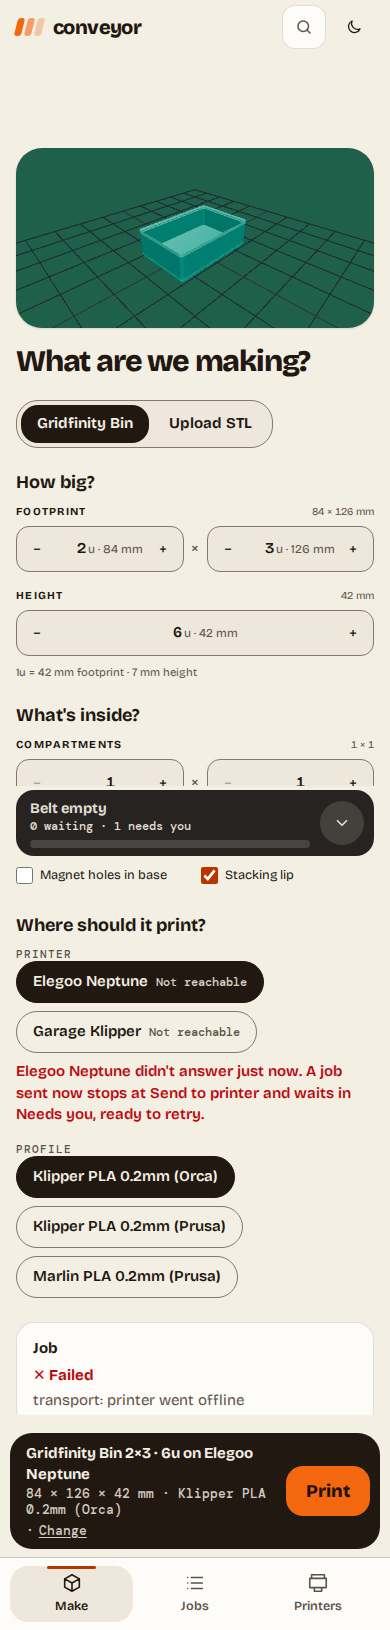 conveyor
What are we making?
Gridfinity Bin Upload STL
How big?
FOOTPRINT 84 × 126 mm
− 2 u · 84 mm + × − 3 u · 126 mm +
HEIGHT 42 mm
− 6 u · 42 mm +
1u = 42 mm footprint · 7 mm height
What's inside?
COMPARTMENTS 1 × 1
− 1 + × − 1 +
Belt empty
0 waiting · 1 needs you
Magnet holes in base Stacking lip
Where should it print?
PRINTER
Elegoo Neptune Not reachable
Garage Klipper Not reachable
Elegoo Neptune didn't answer just now. A job
sent now stops at Send to printer and waits in
Needs you, ready to retry.
PROFILE
Klipper PLA 0.2mm (Orca)
Klipper PLA 0.2mm (Prusa)
Marlin PLA 0.2mm (Prusa)
Job
✕ Failed
transport: printer went offline
Gridfinity Bin 2×3 · 6u on Elegoo
Neptune
84 × 126 × 42 mm · Klipper PLA
0.2mm (Orca)
· Change
Print
Make Jobs Printers